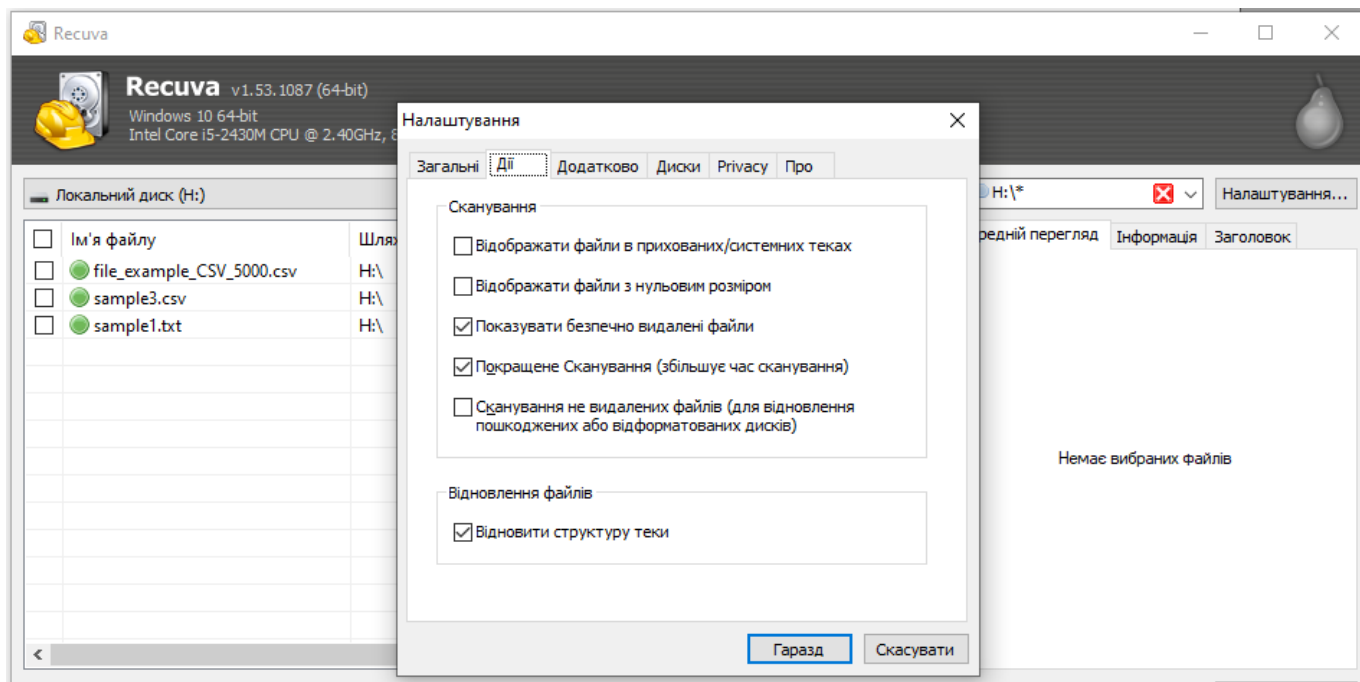 Recuva
Recuva v1.53.1087 (64-bit)
Windows 10 64-bit
Intel Core i5-2430M CPU @ 2.40GHz, 8
Локальний диск (H:)
H:\*
Налаштування...
Ім'я файлу
Шлях
file_example_CSV_5000.csv H:\
sample3.csv H:\
sample1.txt H:\
редній перегляд Інформація Заголовок
Немає вибраних файлів
Налаштування
Загальні Дії Додатково Диски Privacy Про
Сканування
Відображати файли в прихованих/системних теках
Відображати файли з нульовим розміром
Показувати безпечно видалені файли
Покращене Сканування (збільшує час сканування)
Сканування не видалених файлів (для відновлення
пошкоджених або відформатованих дисків)
Відновлення файлів
Відновити структуру теки
Гаразд Скасувати